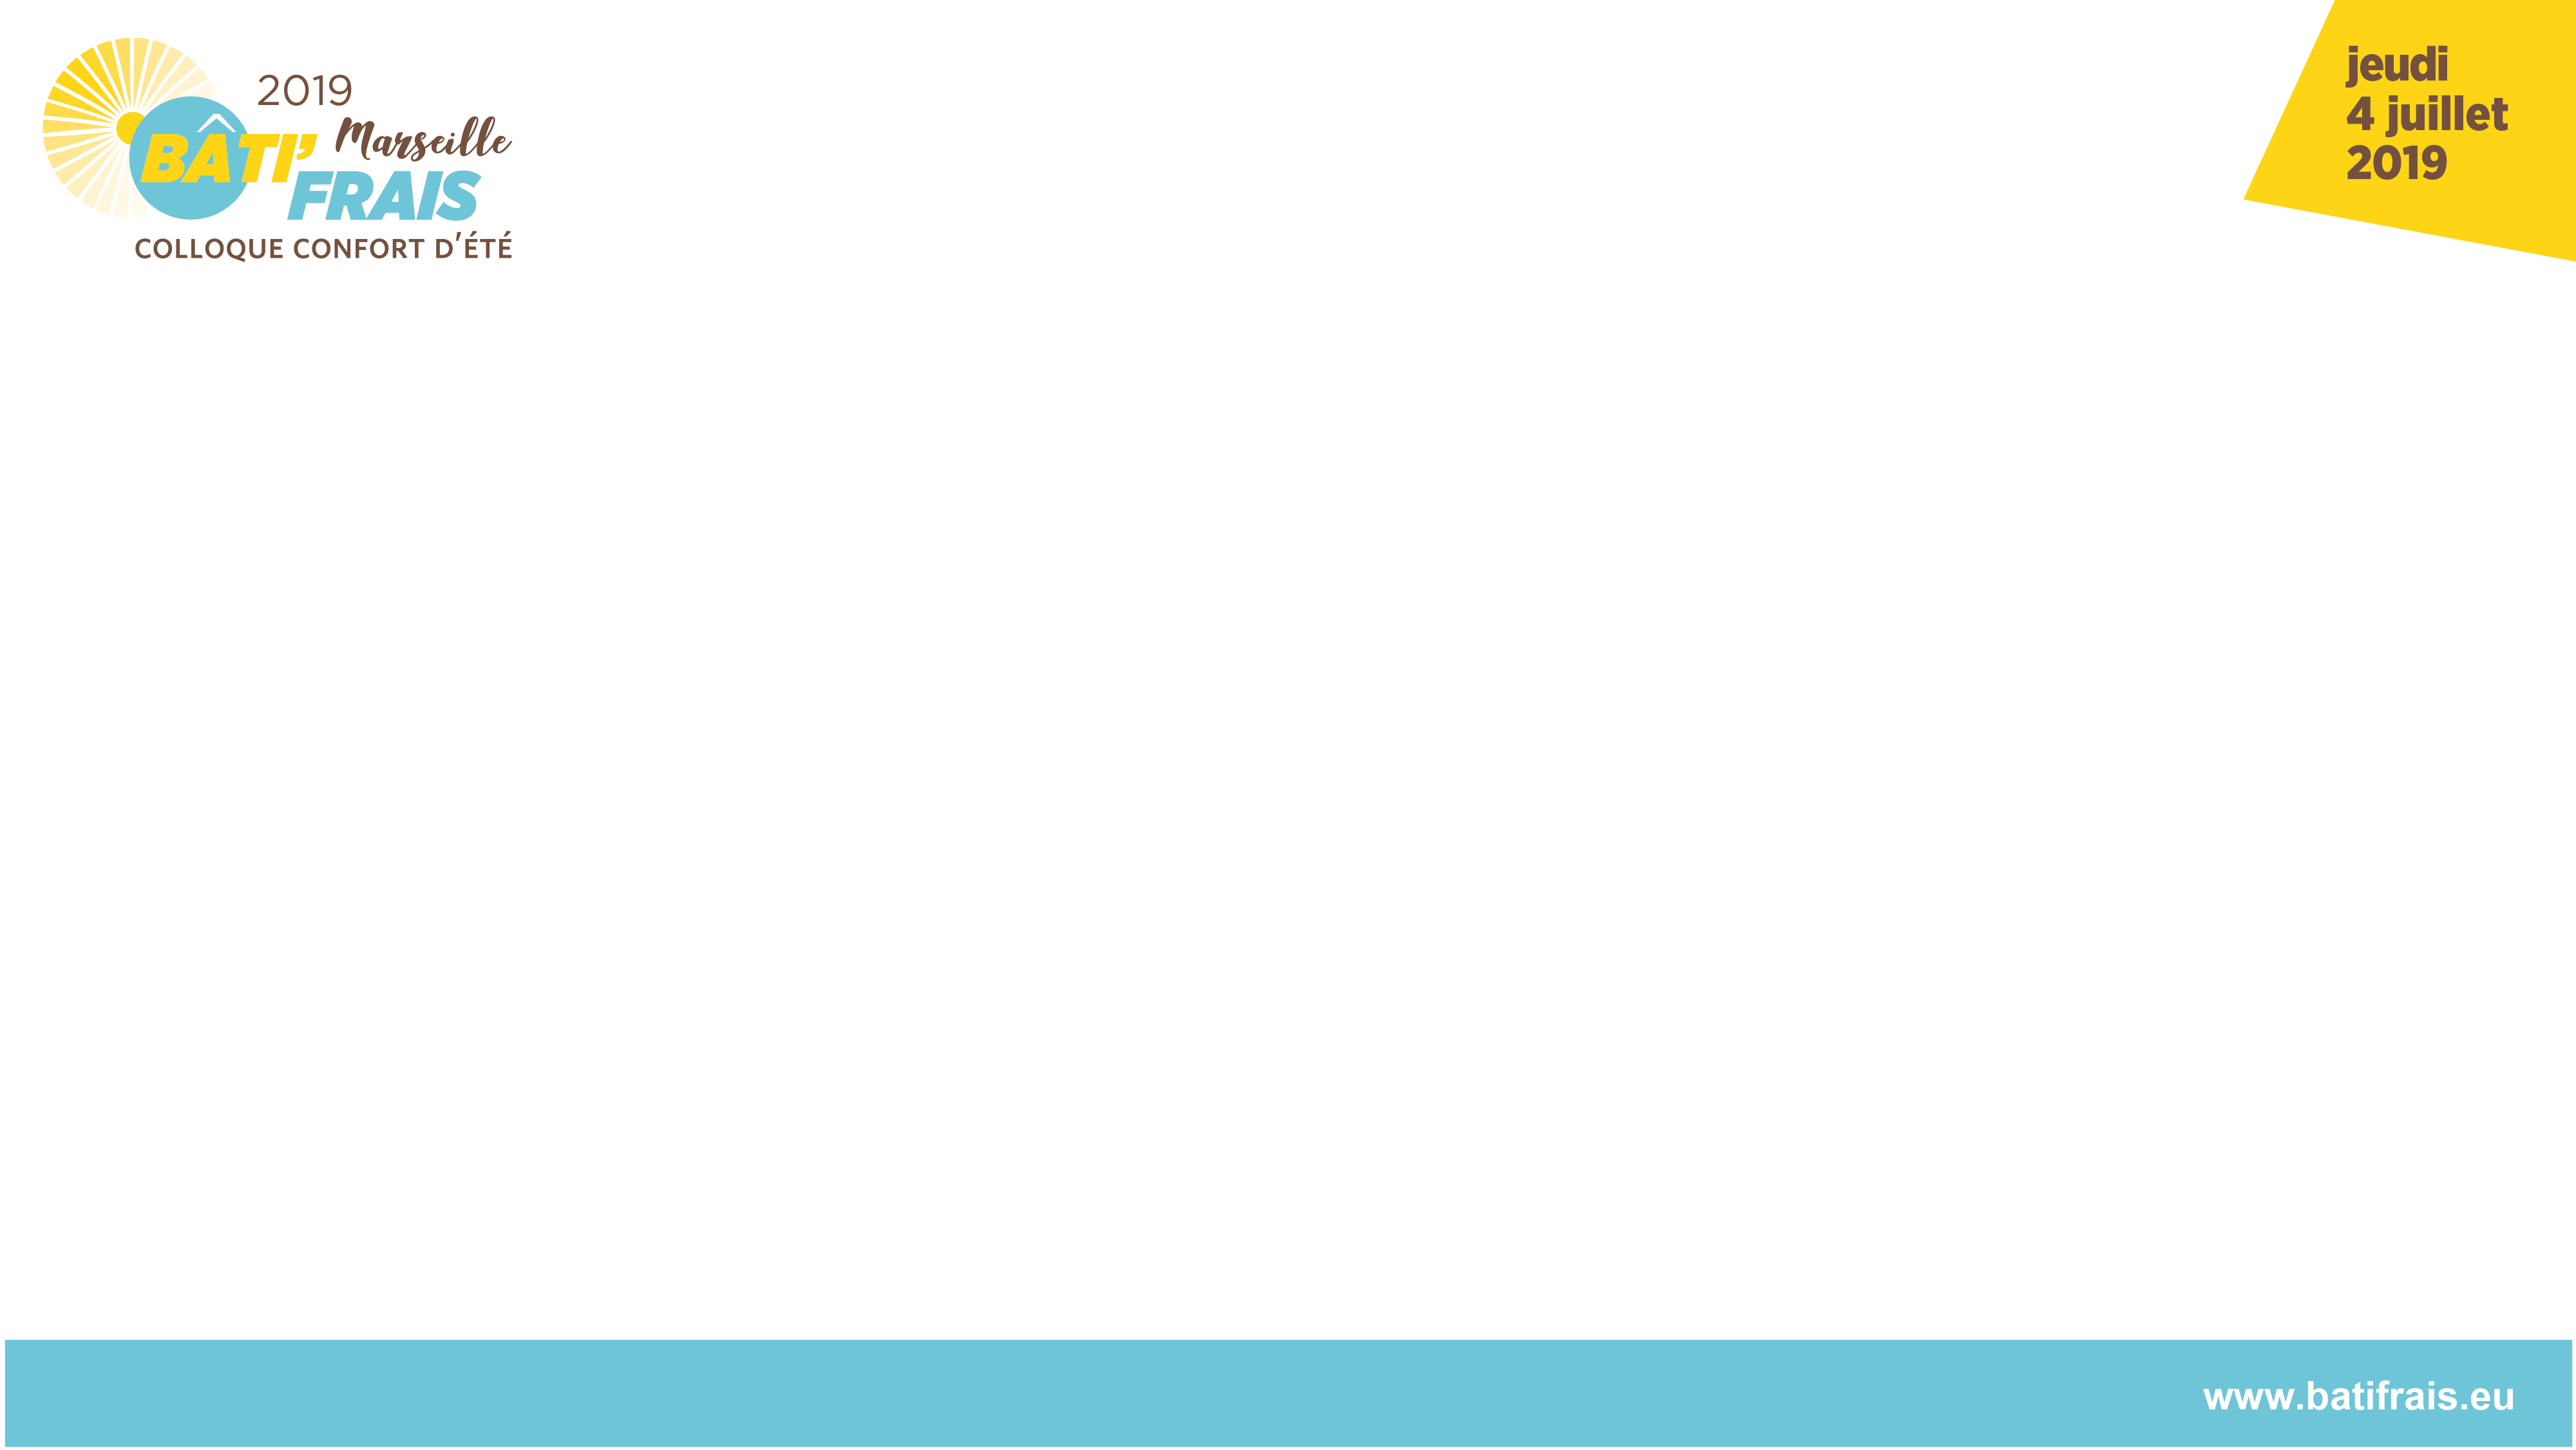 2019
Marseille
BÂTI'
FRAIS
COLLOQUE CONFORT D'ÉTÉ
jeudi
4 juillet
2019
www.batifrais.eu